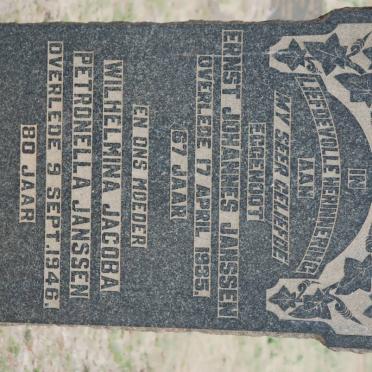 IN
LIEFDEVOLLE HERINNERING
AAN
MY SEER GELIEFDE
EGGENOOT
ERNST JOHANNES JANSSEN
OVERLEDE 17 APRIL 1935.
67 JAAR
EN ONS MOEDER
WILHELMINA JACOBA
PETRONELLA JANSSEN
OVERLEDE 9 SEPT. 1946.
80 JAAR